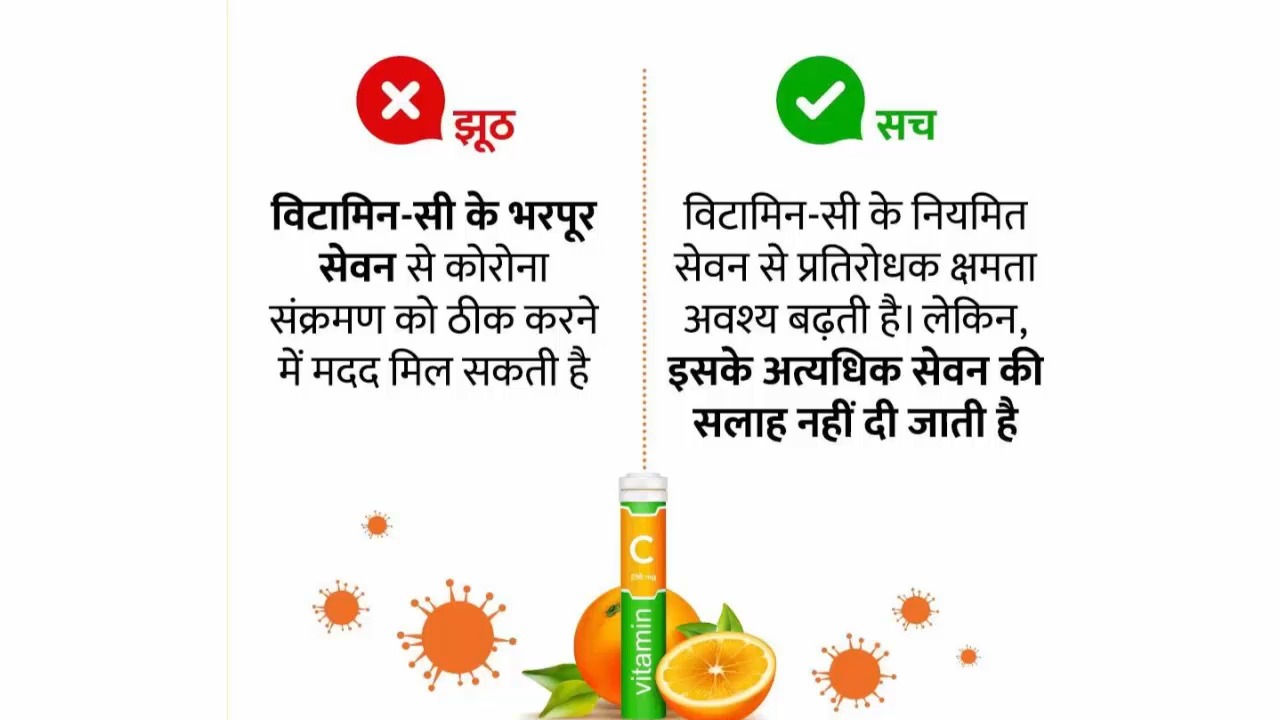 झूठ
विटामिन-सी के भरपूर
सेवन से कोरोना
संक्रमण को ठीक करने
में मदद मिल सकती है
सच
विटामिन-सी के नियमित
सेवन से प्रतिरोधक क्षमता
अवश्य बढ़ती है। लेकिन,
इसके अत्यधिक सेवन की
सलाह नहीं दी जाती है
C
mg
vitamin